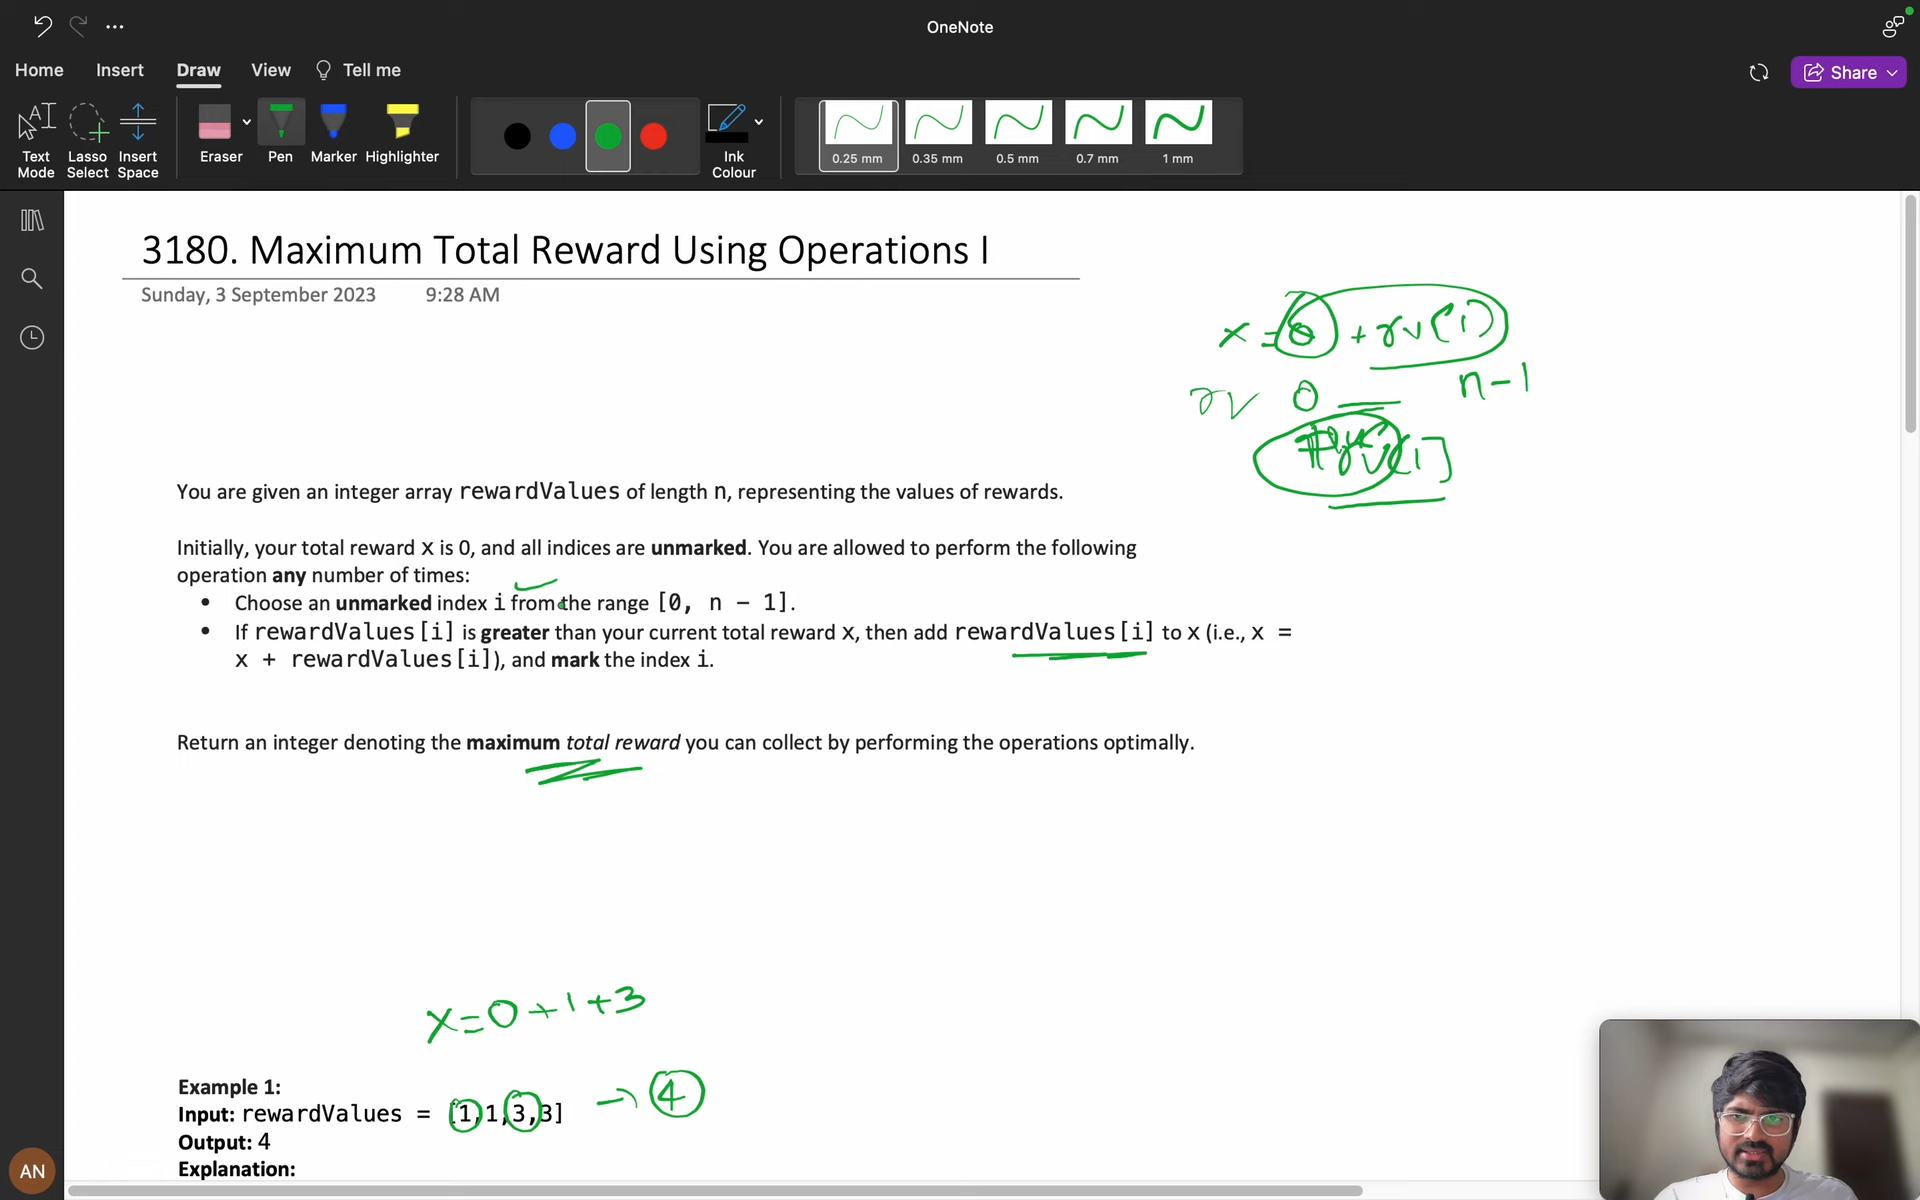 OneNote
Home Insert Draw View Tell me Share
Text Mode Lasso Select Insert Space Eraser Pen Marker Highlighter Ink Colour 0.25 mm 0.35 mm 0.5 mm 0.7 mm 1 mm
3180. Maximum Total Reward Using Operations I
Sunday, 3 September 2023 9:28 AM
x = 0 + rv[i]
rv 0 n-1
rv[i]
You are given an integer array rewardValues of length n, representing the values of rewards.
Initially, your total reward x is 0, and all indices are unmarked. You are allowed to perform the following
operation any number of times:
• Choose an unmarked index i from the range [0, n - 1].
• If rewardValues[i] is greater than your current total reward x, then add rewardValues[i] to x (i.e., x =
x + rewardValues[i]), and mark the index i.
Return an integer denoting the maximum total reward you can collect by performing the operations optimally.
x=0+1+3
Example 1:
Input: rewardValues = [1,1,3,3] → 4
Output: 4
Explanation:
AN